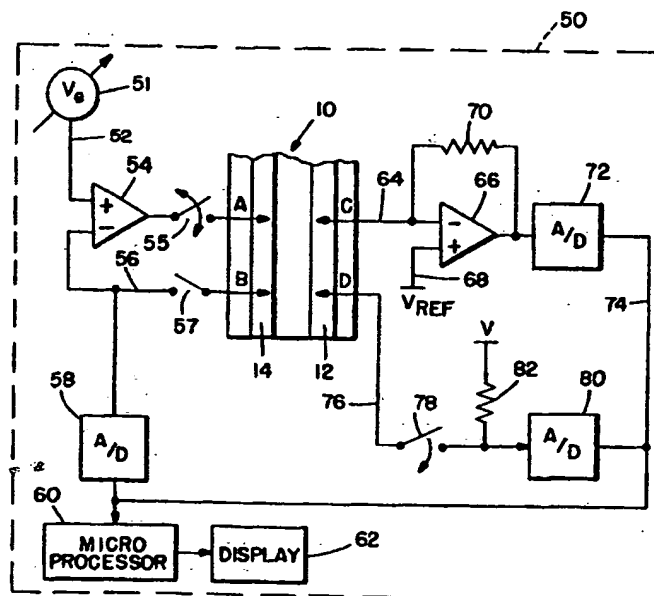 50
Ve
51
52
10
70
54
+
−
A
C
64
66
−
+
72
A/D
55
56
57
B
D
68
VREF
74
V
82
14
12
76
78
80
A/D
58
A/D
60
MICRO
PROCESSOR
DISPLAY
62